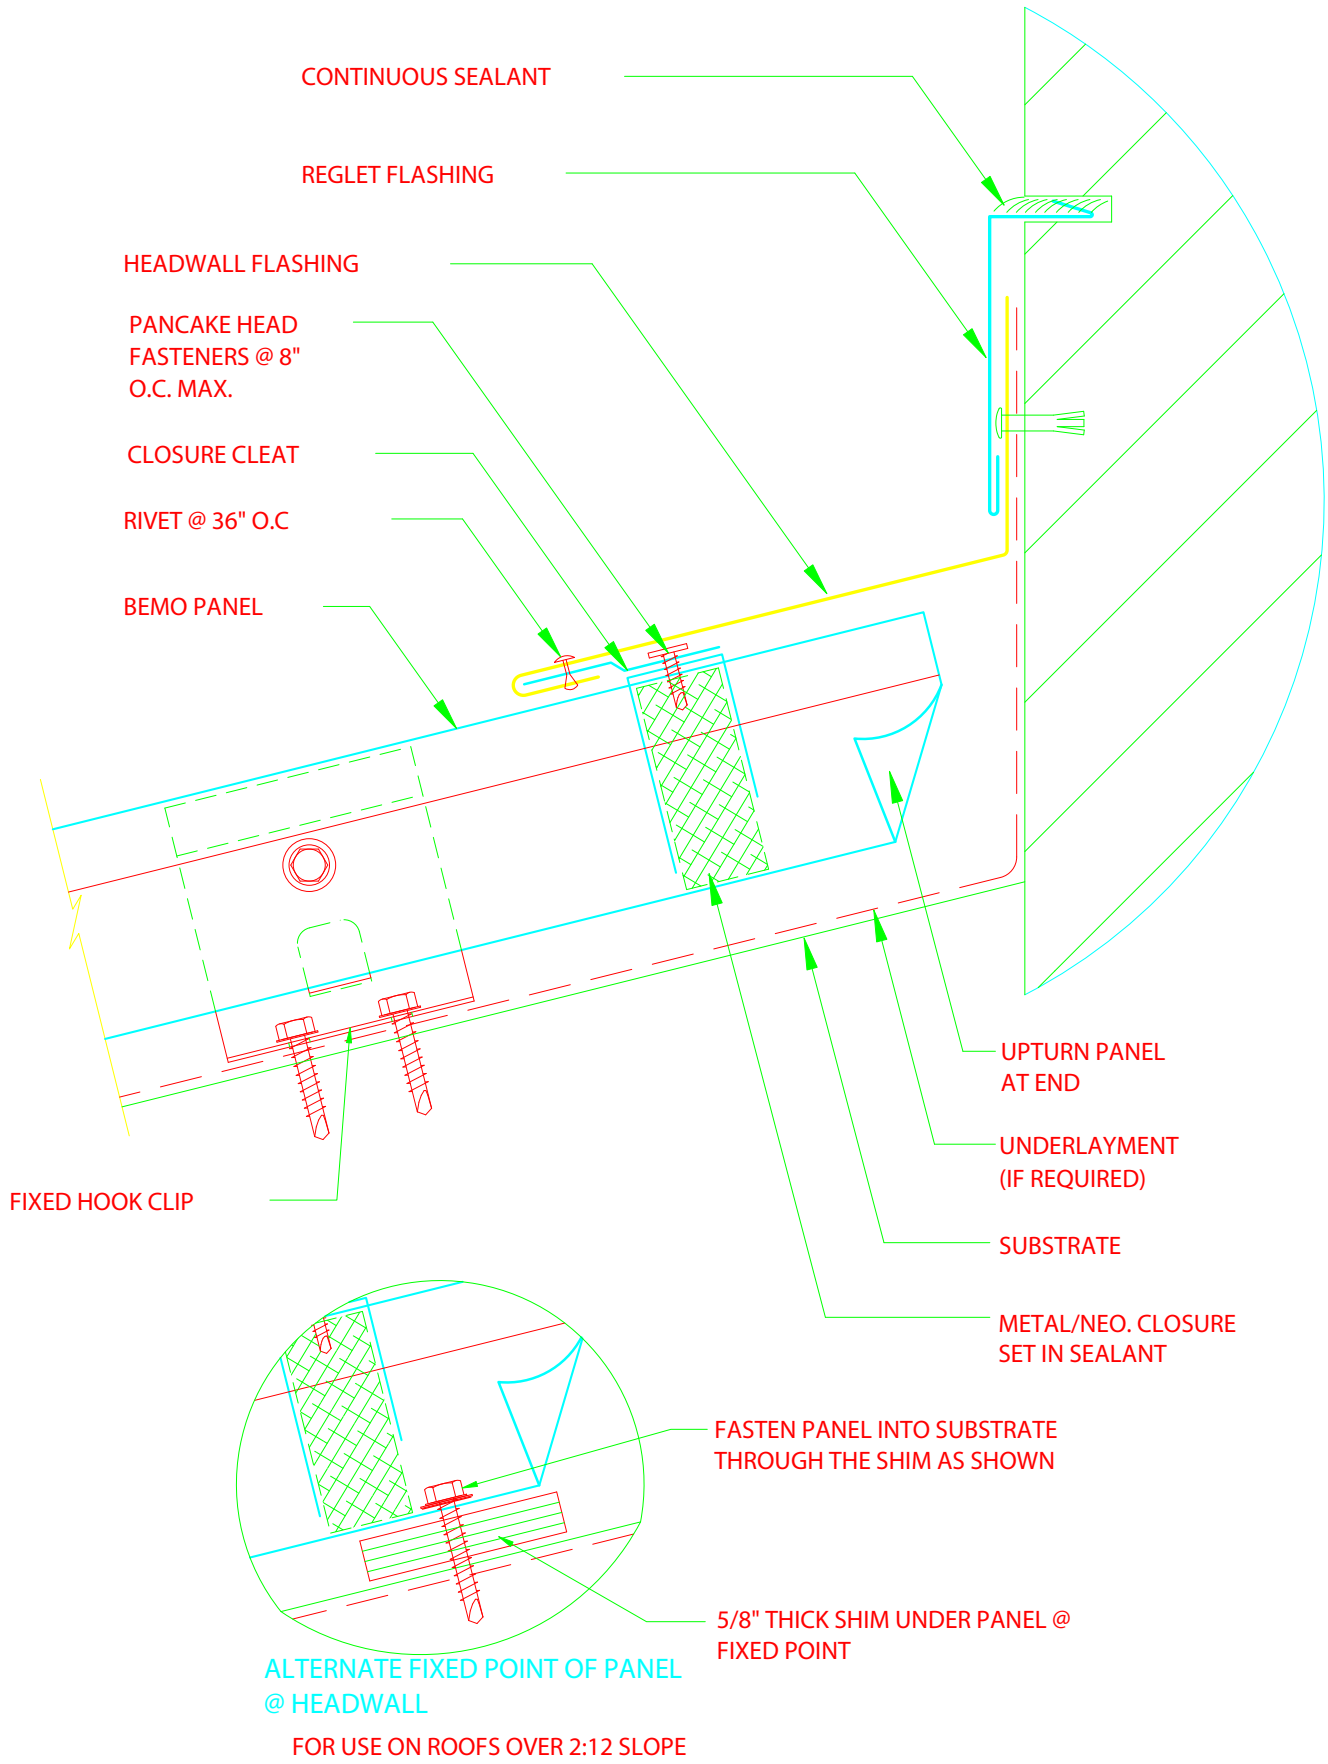 CONTINUOUS SEALANT
REGLET FLASHING
HEADWALL FLASHING
PANCAKE HEAD
FASTENERS @ 8"
O.C. MAX.
CLOSURE CLEAT
RIVET @ 36" O.C
BEMO PANEL
UPTURN PANEL
AT END
UNDERLAYMENT
(IF REQUIRED)
FIXED HOOK CLIP
SUBSTRATE
METAL/NEO. CLOSURE
SET IN SEALANT
FASTEN PANEL INTO SUBSTRATE
THROUGH THE SHIM AS SHOWN
5/8" THICK SHIM UNDER PANEL @
FIXED POINT
ALTERNATE FIXED POINT OF PANEL
@ HEADWALL
FOR USE ON ROOFS OVER 2:12 SLOPE